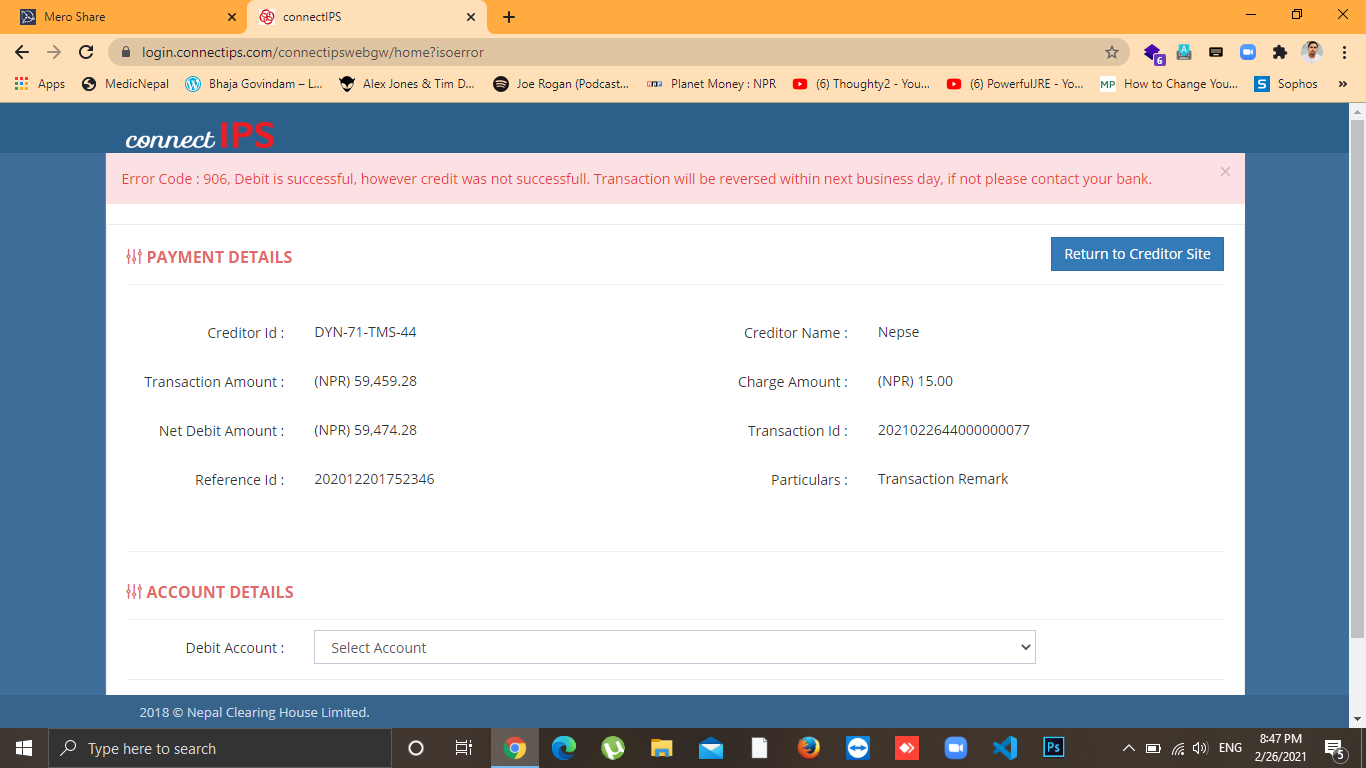 Mero Share
connectIPS
login.connectips.com/connectipswebgw/home?isoerror
6
Apps
MedicNepal
Bhaja Govindam – L...
Alex Jones & Tim D...
Joe Rogan (Podcast...
npr
Planet Money : NPR
(6) Thoughty2 - You...
(6) PowerfulJRE - Yo...
MP
How to Change You...
S
Sophos
»
connect IPS
Error Code : 906, Debit is successful, however credit was not successfull. Transaction will be reversed within next business day, if not please contact your bank.
×
PAYMENT DETAILS
Return to Creditor Site
Creditor Id :
DYN-71-TMS-44
Creditor Name :
Nepse
Transaction Amount :
(NPR) 59,459.28
Charge Amount :
(NPR) 15.00
Net Debit Amount :
(NPR) 59,474.28
Transaction Id :
2021022644000000077
Reference Id :
202012201752346
Particulars :
Transaction Remark
ACCOUNT DETAILS
Debit Account :
Select Account
2018 © Nepal Clearing House Limited.
Type here to search
Ps
ENG
8:47 PM
2/26/2021
5